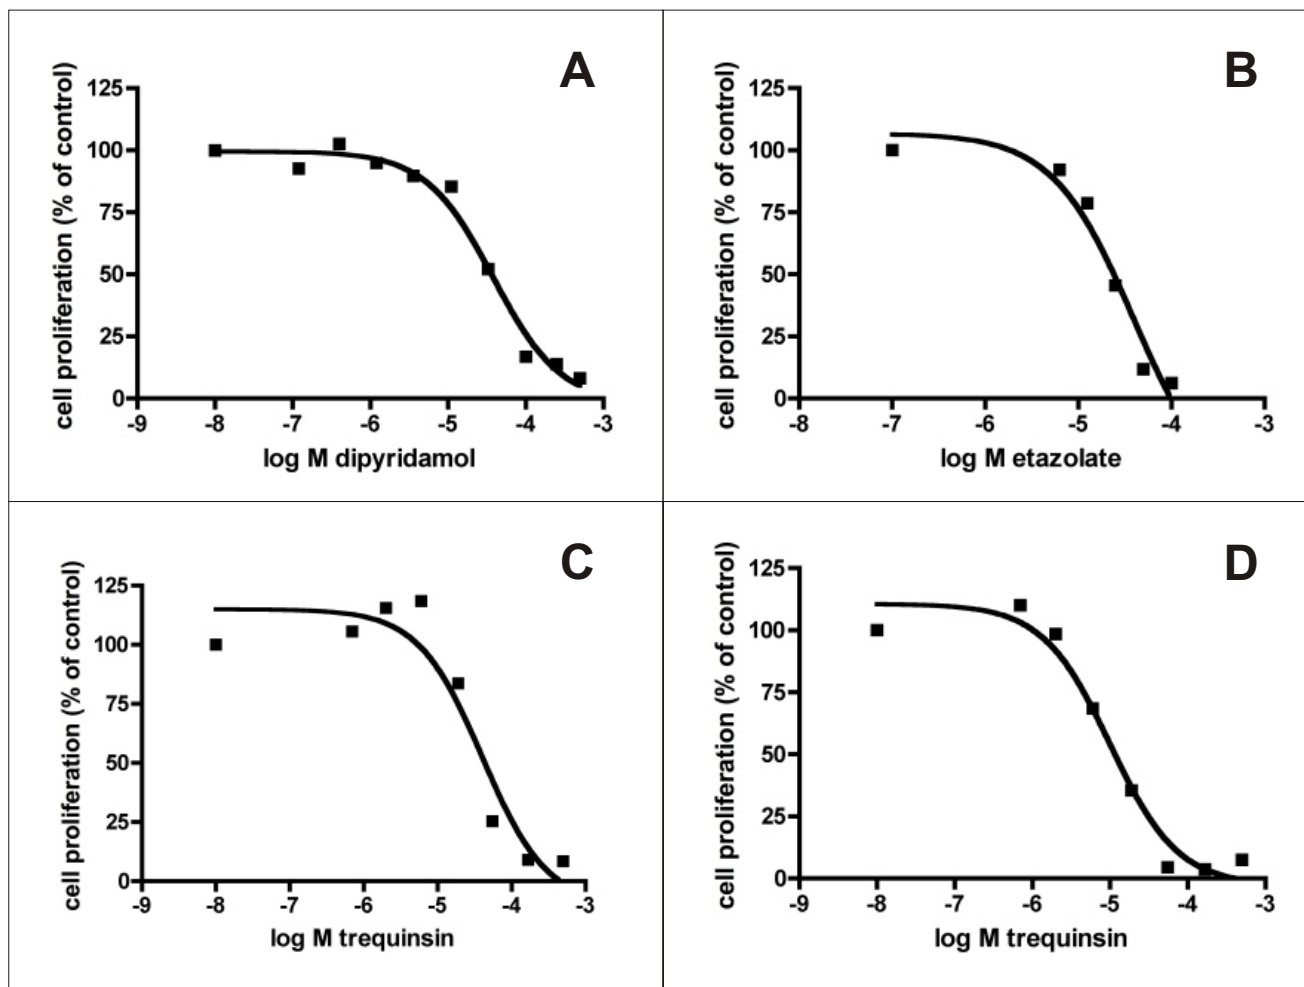 A
cell proliferation (% of control)
125
100
75
50
25
0
-9 -8 -7 -6 -5 -4 -3
log M dipyridamol
B
cell proliferation (% of control)
125
100
75
50
25
0
-8 -7 -6 -5 -4 -3
log M etazolate
C
cell proliferation (% of control)
125
100
75
50
25
0
-9 -8 -7 -6 -5 -4 -3
log M trequinsin
D
cell proliferation (% of control)
125
100
75
50
25
0
-9 -8 -7 -6 -5 -4 -3
log M trequinsin